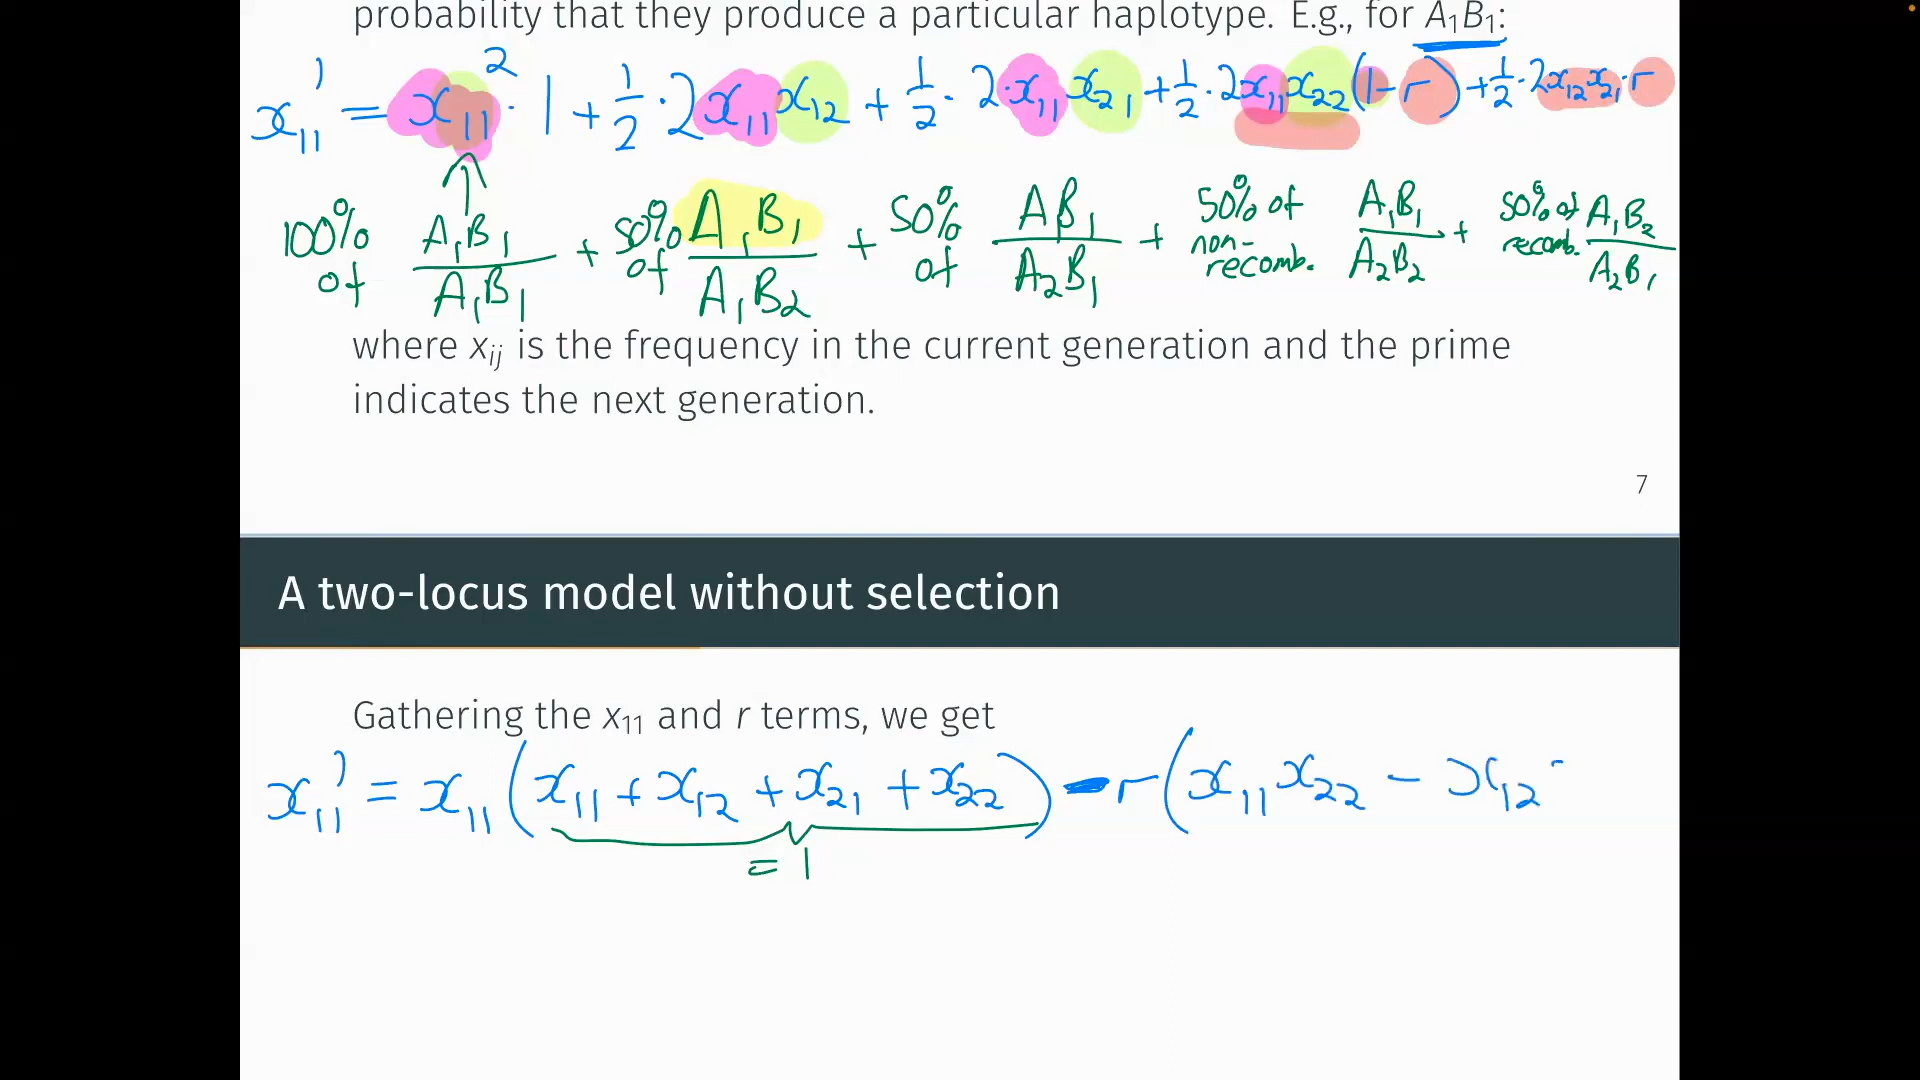 probability that they produce a particular haplotype. E.g., for A₁B₁:
x₁₁' = x₁₁² · 1 + 1/2 · 2x₁₁x₁₂ + 1/2 · 2·x₁₁x₂₁ + 1/2 · 2x₁₁x₂₂(1-r) + 1/2 · 2x₁₂x₂₁·r
100% of A₁B₁/A₁B₁ + 50% of A₁B₁/A₁B₂ + 50% of AB₁/A₂B₁ + 50% of non-recomb. A₁B₁/A₂B₂ + 50% of recomb. A₁B₂/A₂B₁
where xᵢⱼ is the frequency in the current generation and the prime
indicates the next generation.
7
A two-locus model without selection
Gathering the x₁₁ and r terms, we get
x₁₁' = x₁₁(x₁₁ + x₁₂ + x₂₁ + x₂₂) - r(x₁₁x₂₂ - x₁₂
= 1